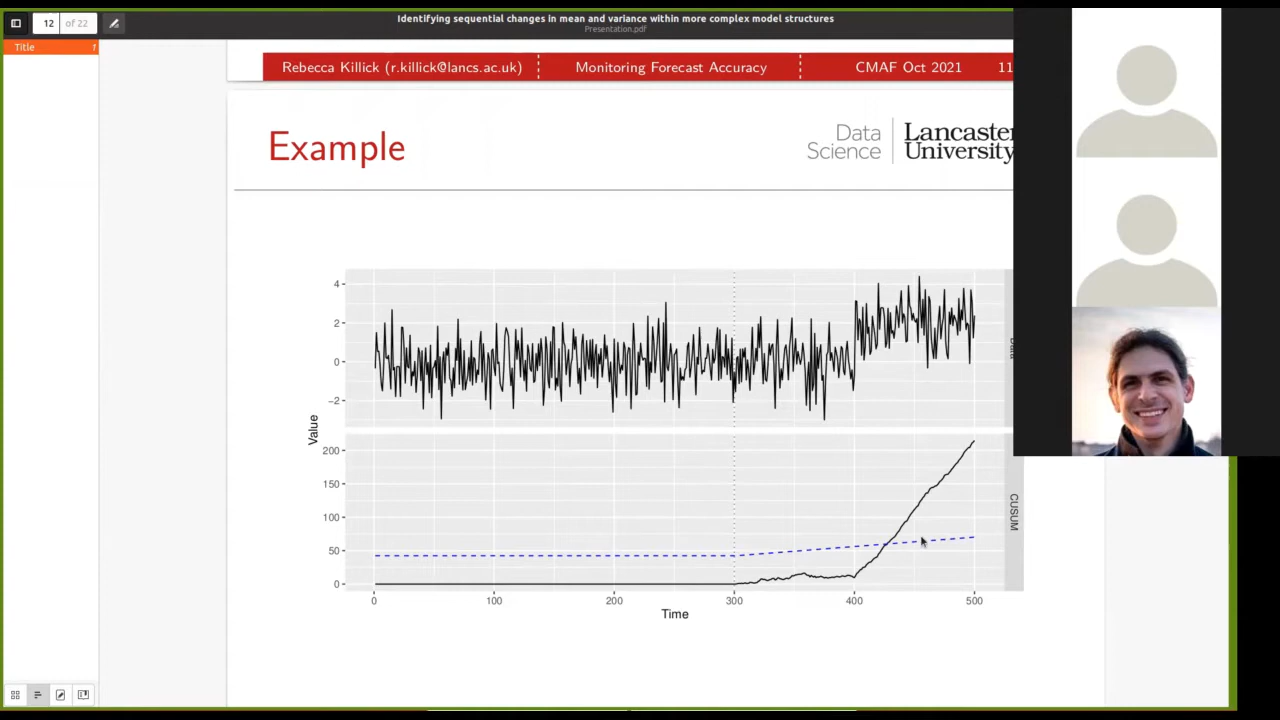 Identifying sequential changes in mean and variance within more complex model structures
Presentation.pdf
12 of 22
Title
Rebecca Killick (r.killick@lancs.ac.uk) Monitoring Forecast Accuracy CMAF Oct 2021 11
Example
Data Science
Lancaster University
4
2
0
−2
Value
200
150
100
50
0
CUSUM
0 100 200 300 400 500
Time